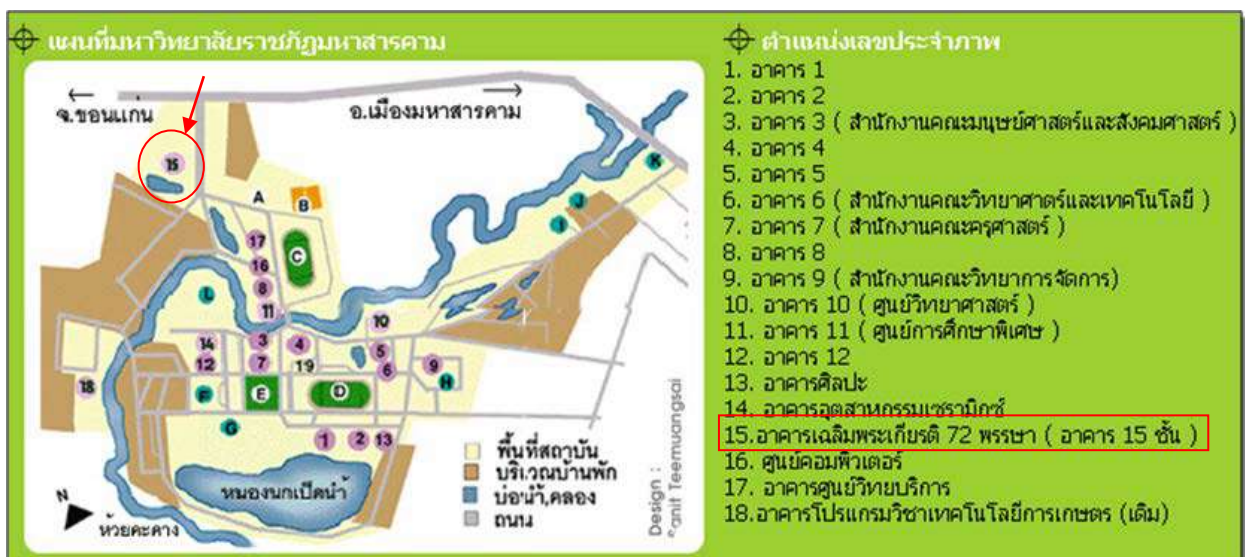 แผนที่มหาวิทยาลัยราชภัฏมหาสารคาม
จ.ขอนแก่น
อ.เมืองมหาสารคาม
15
K
A
B
J
I
17
C
16
L
8
11
10
14
3
4
5
12
7
19
6
9
18
F
E
D
H
G
1
2
13
พื้นที่สถาบัน
บริเวณบ้านพัก
บ่อน้ำ,คลอง
ถนน
หนองนกเป็ดน้ำ
N
ห้วยคะคาง
Design :
Teemuangsai
ตำแหน่งเลขประจำภาพ
1. อาคาร 1
2. อาคาร 2
3. อาคาร 3 ( สำนักงานคณะมนุษย์ศาสตร์และสังคมศาสตร์ )
4. อาคาร 4
5. อาคาร 5
6. อาคาร 6 ( สำนักงานคณะวิทยาศาตร์และเทคโนโลยี )
7. อาคาร 7 ( สำนักงานคณะครุศาสตร์ )
8. อาคาร 8
9. อาคาร 9 ( สำนักงานคณะวิทยาการจัดการ)
10. อาคาร 10 ( ศูนย์วิทยาศาสตร์ )
11. อาคาร 11 ( ศูนย์การศึกษาพิเศษ )
12. อาคาร 12
13. อาคารศิลปะ
14. อาคารอุตสาหกรรมเซรามิกซ์
15.อาคารเฉลิมพระเกียรติ 72 พรรษา ( อาคาร 15 ชั้น )
16. ศูนย์คอมพิวเตอร์
17. อาคารศูนย์วิทยบริการ
18.อาคารโปรแกรมวิชาเทคโนโลยีการเกษตร (เดิม)